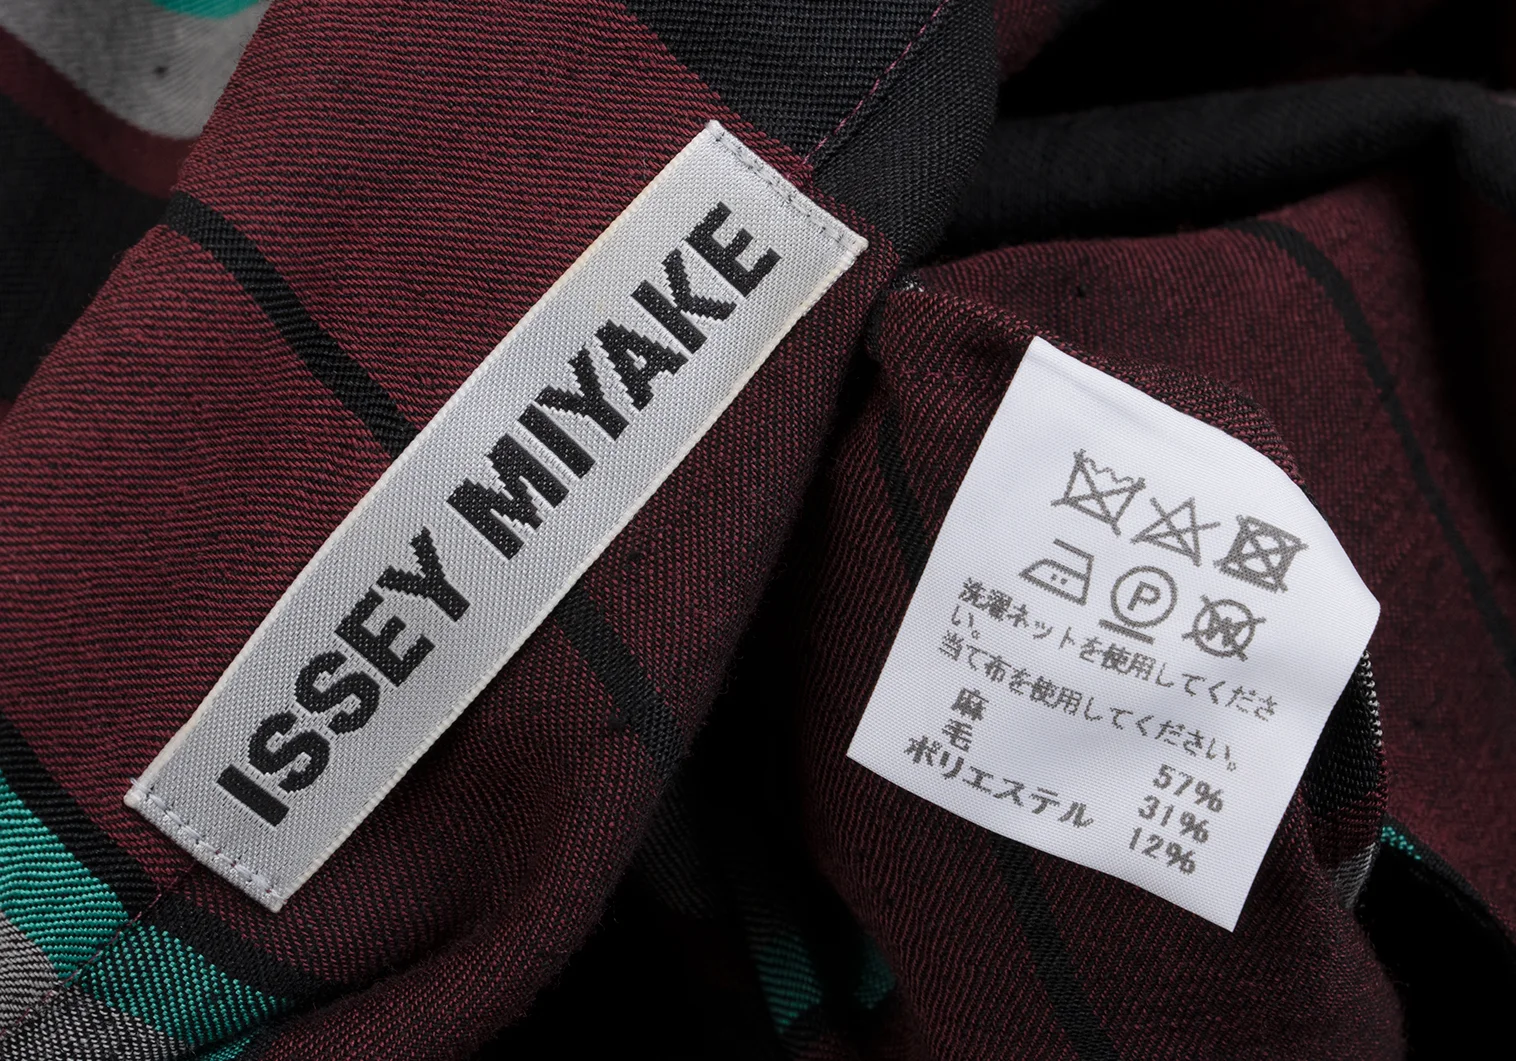 ISSEY MIYAKE
P
W
洗濯ネットを使用してくださ
い。
当て布を使用してください。
麻 57%
毛 31%
ポリエステル 12%